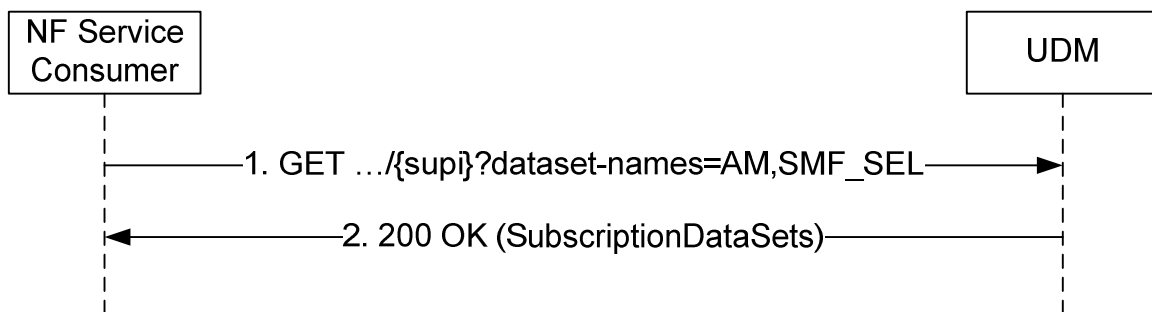 NF Service
Consumer
UDM
1. GET …/{supi}?dataset-names=AM,SMF_SEL
2. 200 OK (SubscriptionDataSets)